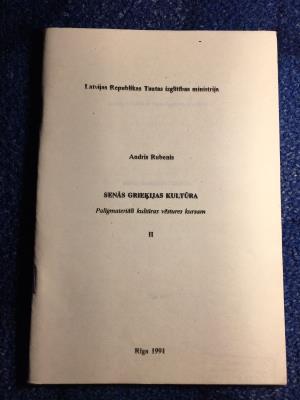 Latvijas Republikas Tautas izglītības ministrija
Andris Rubenis
SENĀS GRIEĶIJAS KULTŪRA
Palīgmateriāli kultūras vēstures kursam
II
Rīga 1991